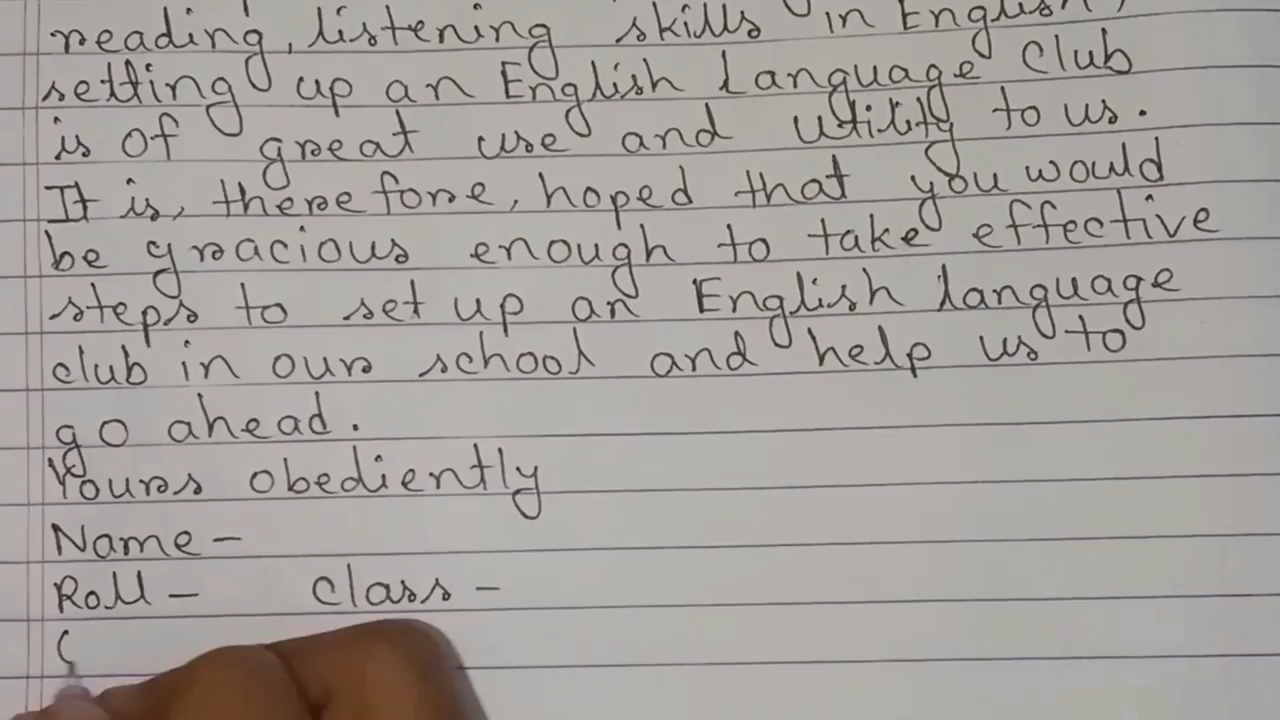 reading, listening skills in English,
setting up an English Language Club
is of great use and utility to us.
It is, therefore, hoped that you would
be gracious enough to take effective
steps to set up an English language
club in our school and help us to
go ahead.
Yours obediently
Name -
Roll - Class -